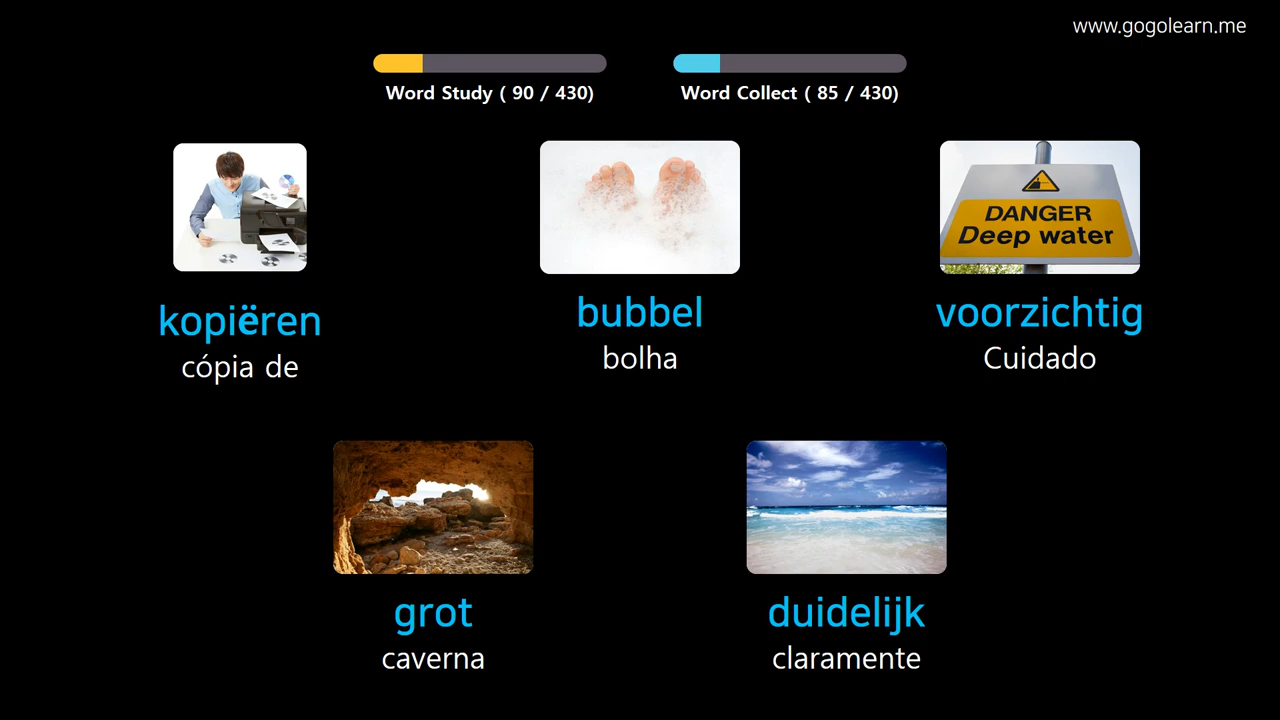 www.gogolearn.me
Word Study ( 90 / 430)
Word Collect ( 85 / 430)
DANGER
Deep water
kopiëren
cópia de
bubbel
bolha
voorzichtig
Cuidado
grot
caverna
duidelijk
claramente